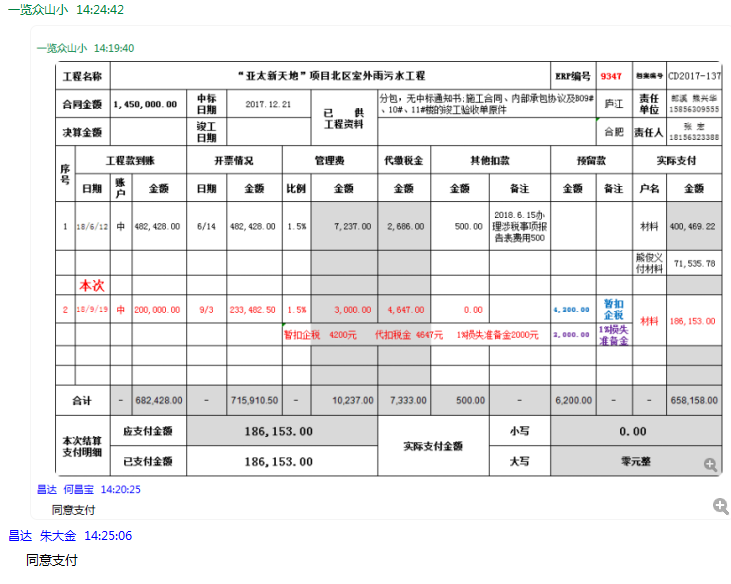 一览众山小 14:24:42
一览众山小 14:19:40
工程名称 “亚太新天地”项目北区室外雨污水工程 ERP编号 9347 档案编号 CD2017-137
合同金额 1,450,000.00 中标日期 2017.12.21 已 供 工程资料 分包，无中标通知书;施工合同、内部承包协议及B09#、10#、11#楼的竣工验收单原件 庐江 责任单位 熊兴华 15856309555
决算金额 竣工日期 合肥 责任人 张 忠 18156323388
序号 工程款到账 开票情况 管理费 代缴税金 其他扣款 预留款 实际支付
日期 账户 金额 日期 金额 比例 金额 金额 金额 备注 金额 备注 户名 金额
1 18/6/12 中 482,428.00 6/14 482,428.00 1.5% 7,237.00 2,686.00 500.00 2018.6.15办理涉税事项报告表费用500 材料 400,469.22
熊俊义付材料 71,535.78
本次
2 18/9/19 中 200,000.00 9/3 233,482.50 1.5% 3,000.00 4,647.00 0.00 4,200.00 暂扣企税 材料 186,153.00
暂扣企税 4200元 代扣税金 4647元 1%损失准备金2000元 2,000.00 1%损失准备金
合计 - 682,428.00 - 715,910.50 - 10,237.00 7,333.00 500.00 - 6,200.00 - - 658,158.00
本次结算支付明细 应支付金额 186,153.00 实际支付金额 小写 0.00
已支付金额 186,153.00 大写 零元整
昌达 何昌宝 14:20:25
同意支付
昌达 朱大金 14:25:06
同意支付